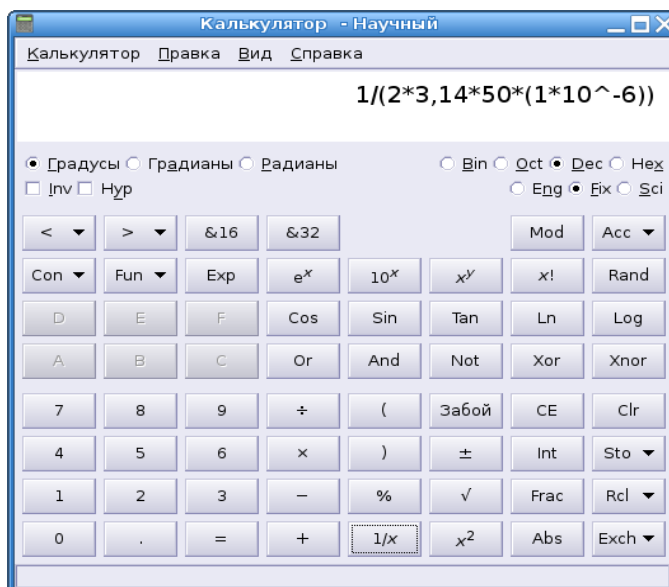 Калькулятор - Научный
Калькулятор Правка Вид Справка
1/(2*3,14*50*(1*10^-6))
Градусы Градианы Радианы Bin Oct Dec Hex
Inv Hyp Eng Fix Sci
< > &16 &32 Mod Acc
Con Fun Exp eˣ 10ˣ xʸ x! Rand
D E F Cos Sin Tan Ln Log
A B C Or And Not Xor Xnor
7 8 9 ÷ ( Забой CE Clr
4 5 6 × ) ± Int Sto
1 2 3 − % √ Frac Rcl
0 . = + 1/x x² Abs Exch